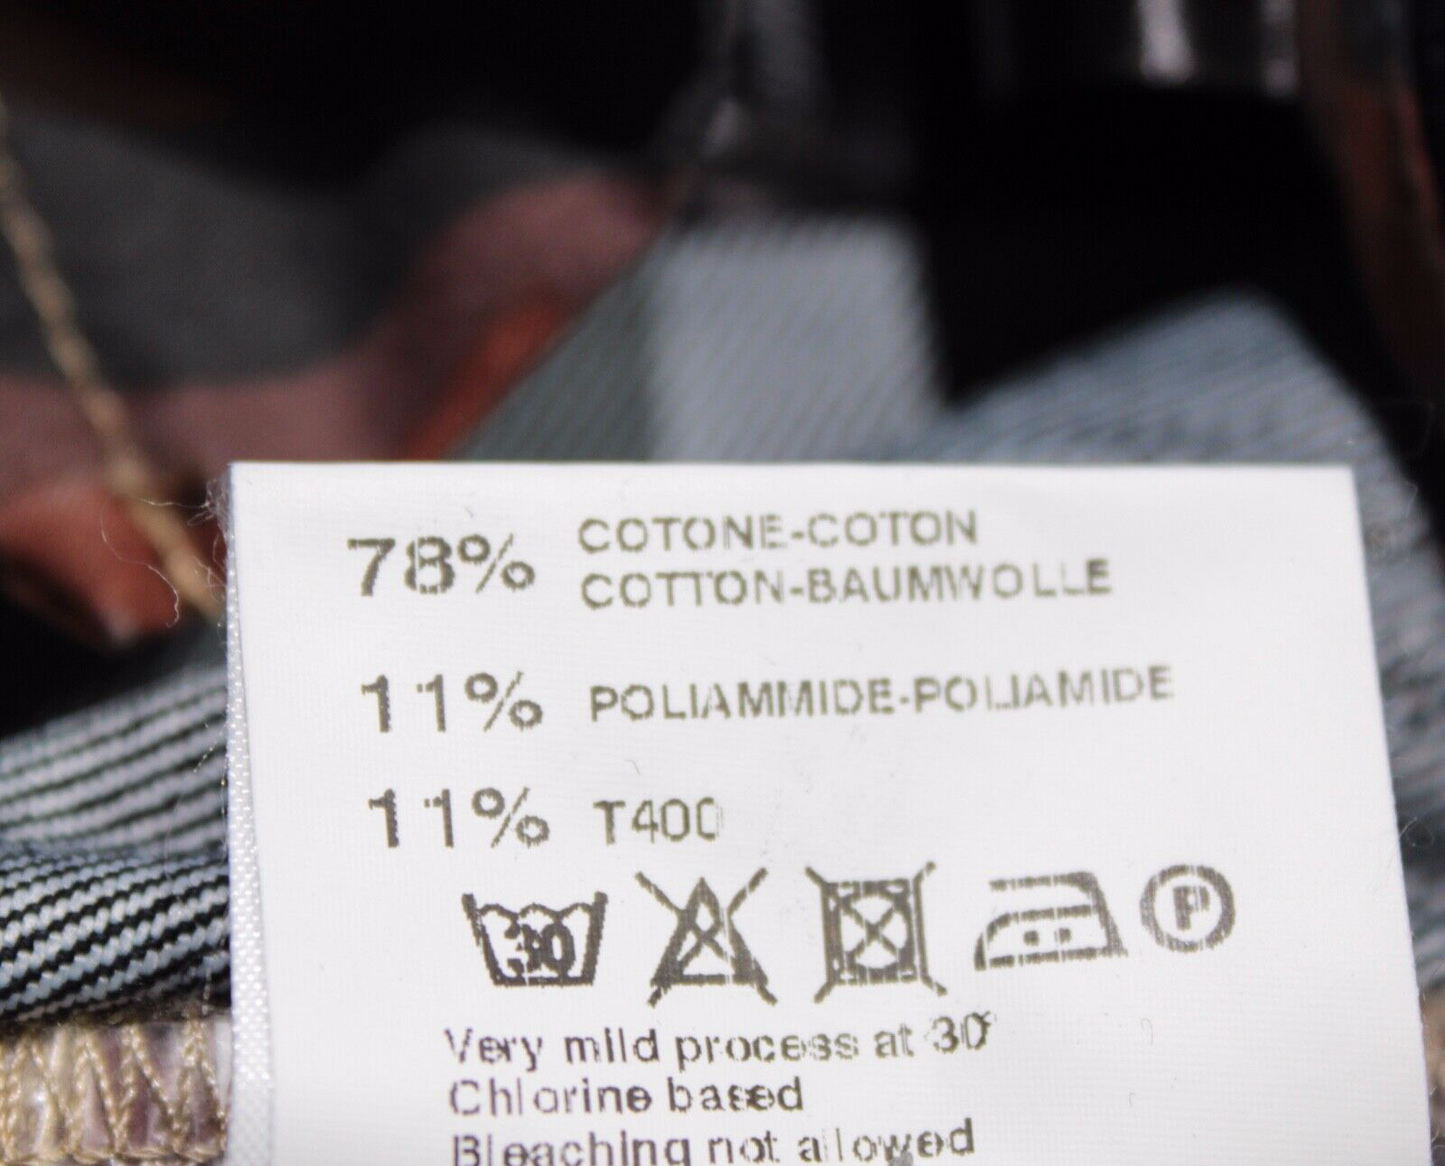 78% COTONE-COTON
COTTON-BAUMWOLLE
11% POLIAMMIDE-POLIAMIDE
11% T400
30 P
Very mild process at 30°
Chlorine based
Bleaching not allowed